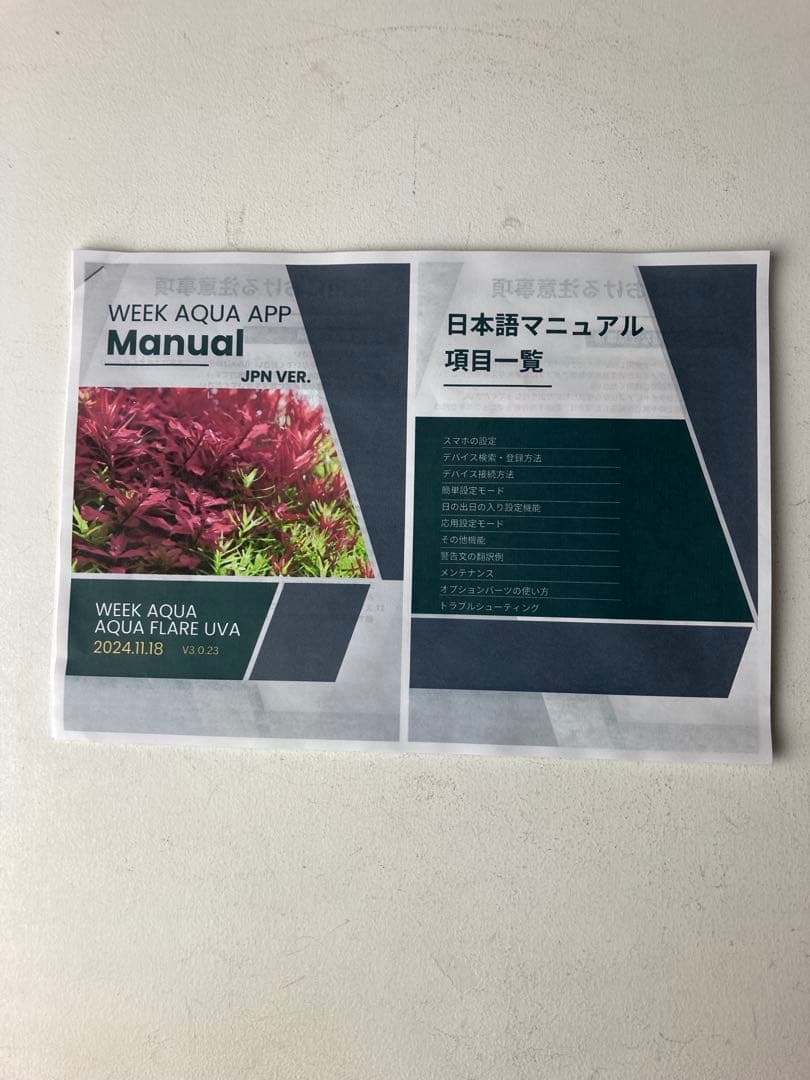 WEEK AQUA APP
Manual
JPN VER.
WEEK AQUA
AQUA FLARE UVA
2024.11.18 V3.0.23
日本語マニュアル
項目一覧
スマホの設定
デバイス検索・登録方法
デバイス接続方法
簡単設定モード
日の出日の入り設定機能
応用設定モード
その他機能
警告文の翻訳例
メンテナンス
オプションパーツの使い方
トラブルシューティング